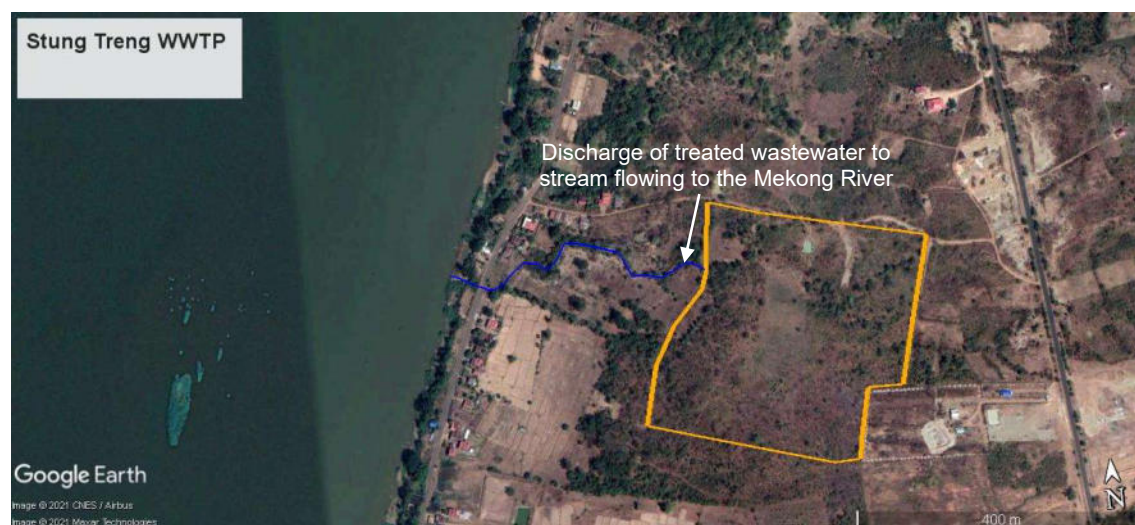 Stung Treng WWTP
Discharge of treated wastewater to
stream flowing to the Mekong River
Google Earth
Image © 2021 CNES / Airbus
Image © 2021 Maxar Technologies
N
400 m